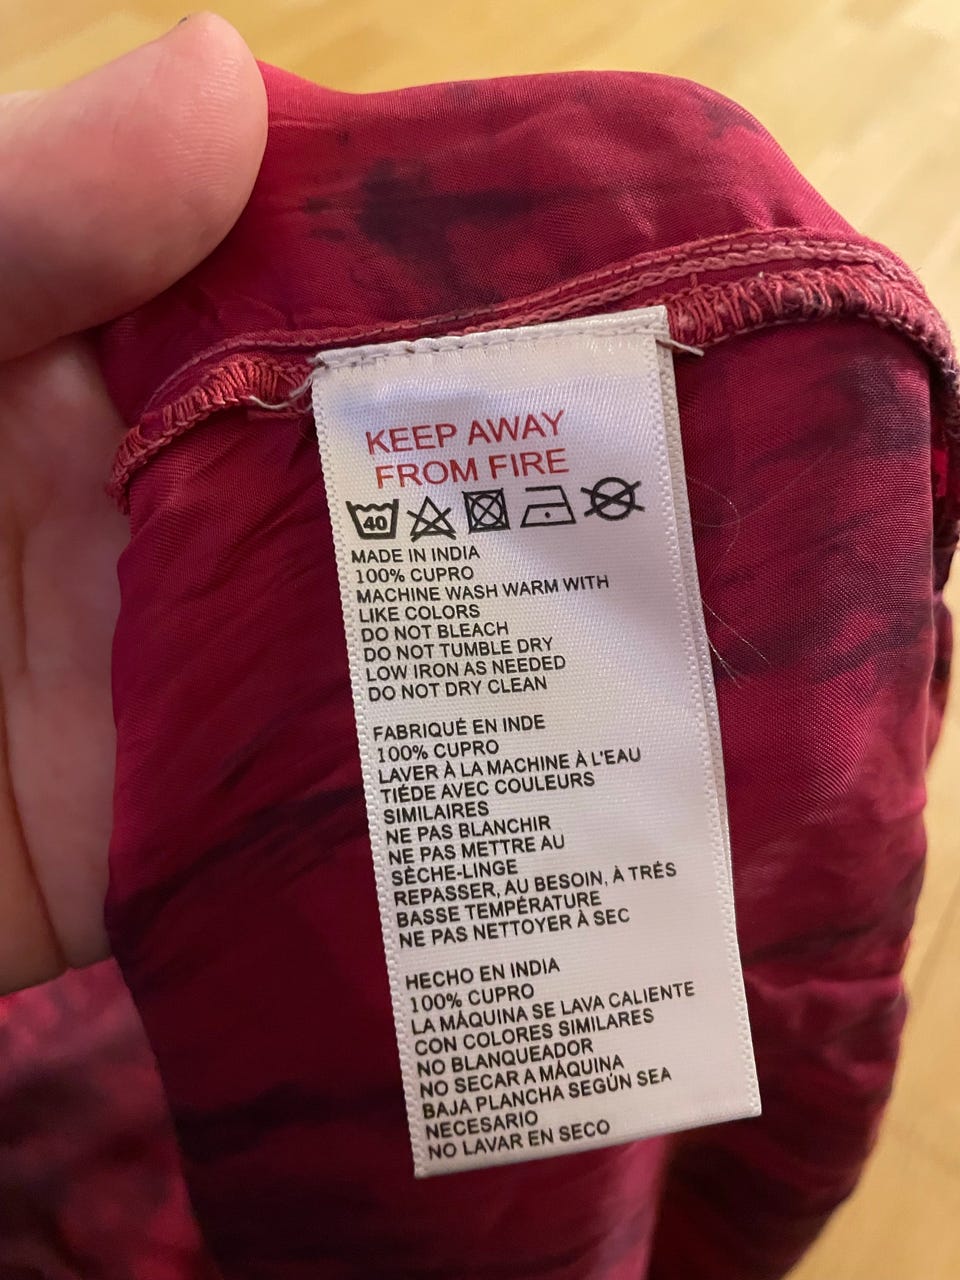 KEEP AWAY
FROM FIRE
40
MADE IN INDIA
100% CUPRO
MACHINE WASH WARM WITH
LIKE COLORS
DO NOT BLEACH
DO NOT TUMBLE DRY
LOW IRON AS NEEDED
DO NOT DRY CLEAN
FABRIQUÉ EN INDE
100% CUPRO
LAVER À LA MACHINE À L'EAU
TIÉDE AVEC COULEURS
SIMILAIRES
NE PAS BLANCHIR
NE PAS METTRE AU
SÈCHE-LINGE
REPASSER, AU BESOIN, À TRÉS
BASSE TEMPÉRATURE
NE PAS NETTOYER À SEC
HECHO EN INDIA
100% CUPRO
LA MÁQUINA SE LAVA CALIENTE
CON COLORES SIMILARES
NO BLANQUEADOR
NO SECAR A MÁQUINA
BAJA PLANCHA SEGÚN SEA
NECESARIO
NO LAVAR EN SECO